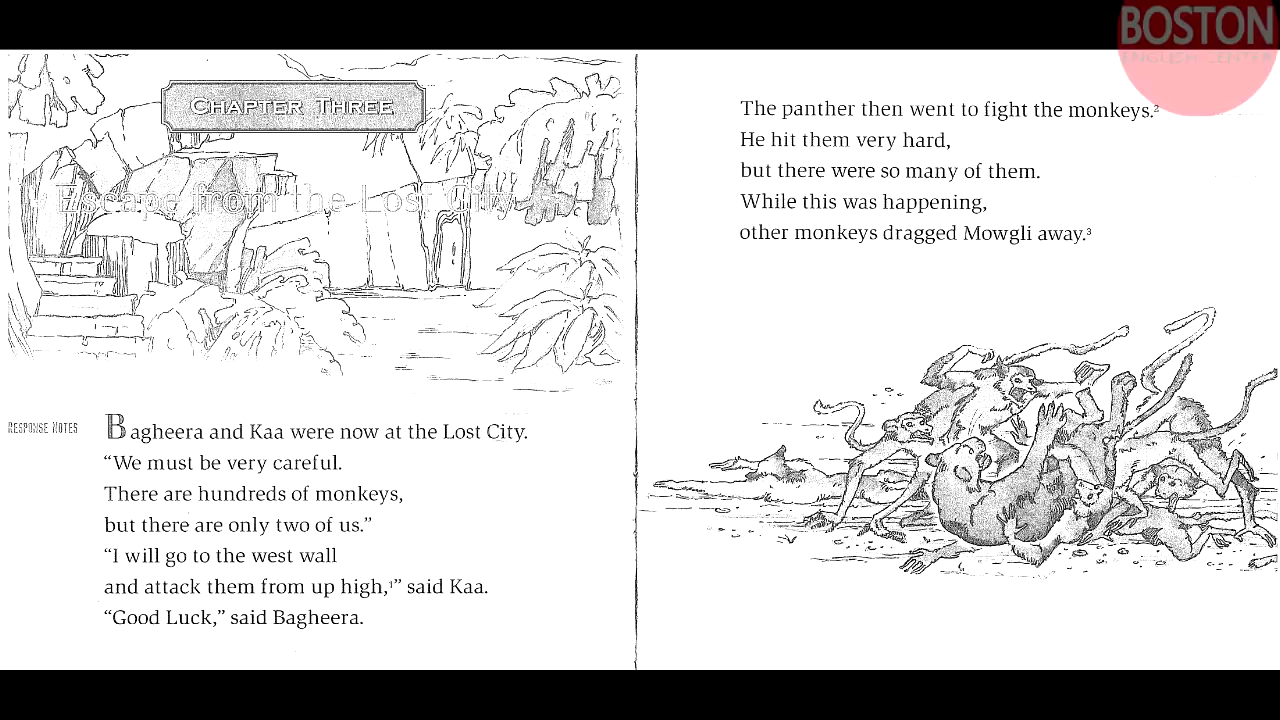 BOSTON
ENGLISH CENTER
CHAPTER THREE
Escape from the Lost City
RESPONSE NOTES
Bagheera and Kaa were now at the Lost City.
“We must be very careful.
There are hundreds of monkeys,
but there are only two of us.”
“I will go to the west wall
and attack them from up high,¹” said Kaa.
“Good Luck,” said Bagheera.
The panther then went to fight the monkeys.²
He hit them very hard,
but there were so many of them.
While this was happening,
other monkeys dragged Mowgli away.³